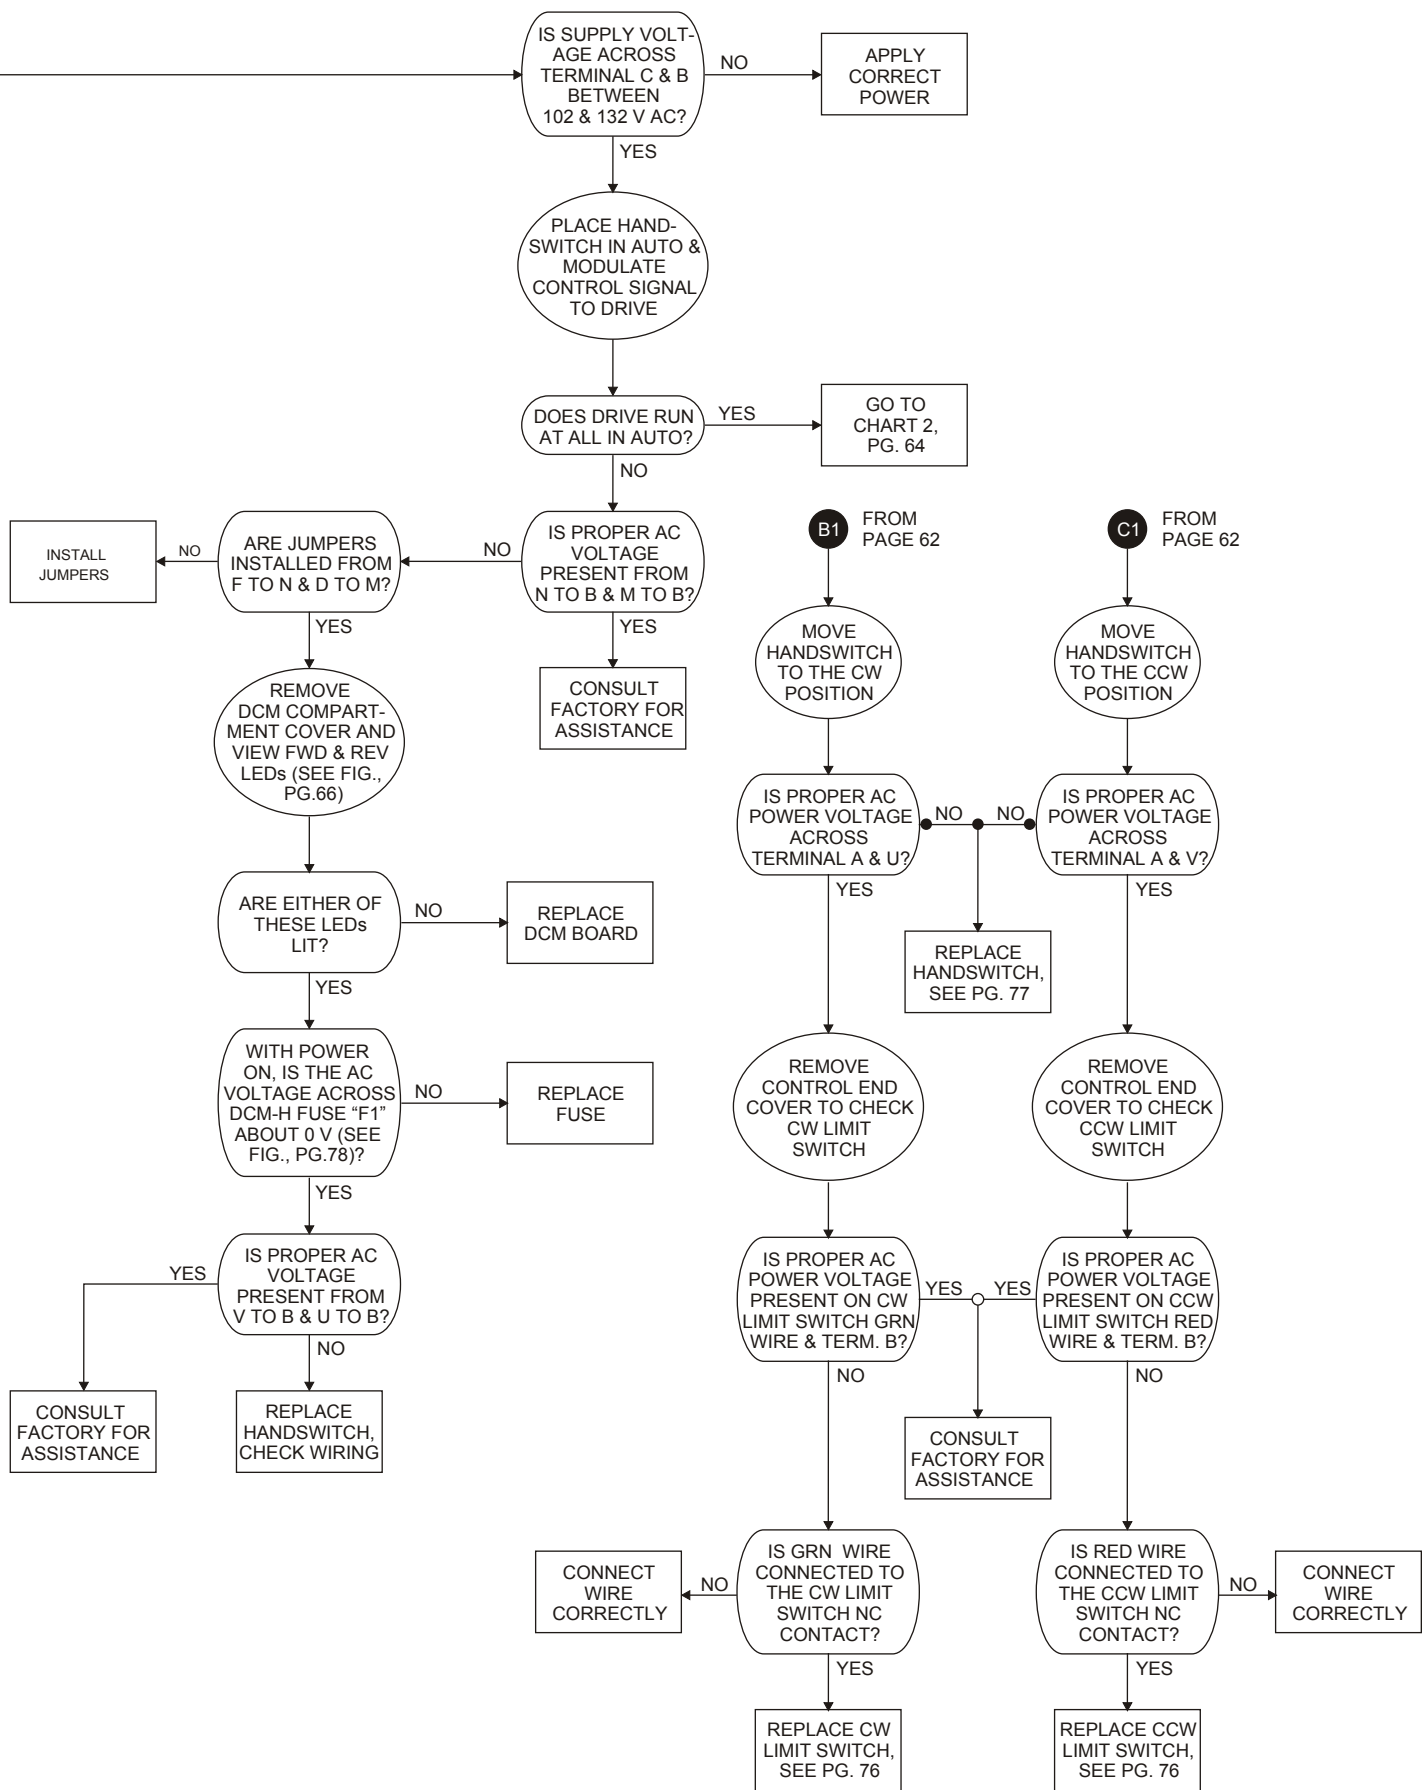 IS SUPPLY VOLT-
AGE ACROSS
TERMINAL C & B
BETWEEN
102 & 132 V AC?
NO
APPLY
CORRECT
POWER
YES
PLACE HAND-
SWITCH IN AUTO &
MODULATE
CONTROL SIGNAL
TO DRIVE
DOES DRIVE RUN
AT ALL IN AUTO?
YES
GO TO
CHART 2,
PG. 64
NO
IS PROPER AC
VOLTAGE
PRESENT FROM
N TO B & M TO B?
NO
ARE JUMPERS
INSTALLED FROM
F TO N & D TO M?
NO
INSTALL
JUMPERS
YES
CONSULT
FACTORY FOR
ASSISTANCE
YES
REMOVE
DCM COMPART-
MENT COVER AND
VIEW FWD & REV
LEDs (SEE FIG.,
PG.66)
ARE EITHER OF
THESE LEDs
LIT?
NO
REPLACE
DCM BOARD
YES
WITH POWER
ON, IS THE AC
VOLTAGE ACROSS
DCM-H FUSE “F1”
ABOUT 0 V (SEE
FIG., PG.78)?
NO
REPLACE
FUSE
YES
IS PROPER AC
VOLTAGE
PRESENT FROM
V TO B & U TO B?
YES
CONSULT
FACTORY FOR
ASSISTANCE
NO
REPLACE
HANDSWITCH,
CHECK WIRING
B1
FROM
PAGE 62
MOVE
HANDSWITCH
TO THE CW
POSITION
IS PROPER AC
POWER VOLTAGE
ACROSS
TERMINAL A & U?
NO
NO
REPLACE
HANDSWITCH,
SEE PG. 77
YES
REMOVE
CONTROL END
COVER TO CHECK
CW LIMIT
SWITCH
IS PROPER AC
POWER VOLTAGE
PRESENT ON CW
LIMIT SWITCH GRN
WIRE & TERM. B?
YES
YES
CONSULT
FACTORY FOR
ASSISTANCE
NO
IS GRN WIRE
CONNECTED TO
THE CW LIMIT
SWITCH NC
CONTACT?
NO
CONNECT
WIRE
CORRECTLY
YES
REPLACE CW
LIMIT SWITCH,
SEE PG. 76
C1
FROM
PAGE 62
MOVE
HANDSWITCH
TO THE CCW
POSITION
IS PROPER AC
POWER VOLTAGE
ACROSS
TERMINAL A & V?
YES
REMOVE
CONTROL END
COVER TO CHECK
CCW LIMIT
SWITCH
IS PROPER AC
POWER VOLTAGE
PRESENT ON CCW
LIMIT SWITCH RED
WIRE & TERM. B?
NO
IS RED WIRE
CONNECTED TO
THE CCW LIMIT
SWITCH NC
CONTACT?
NO
CONNECT
WIRE
CORRECTLY
YES
REPLACE CCW
LIMIT SWITCH,
SEE PG. 76